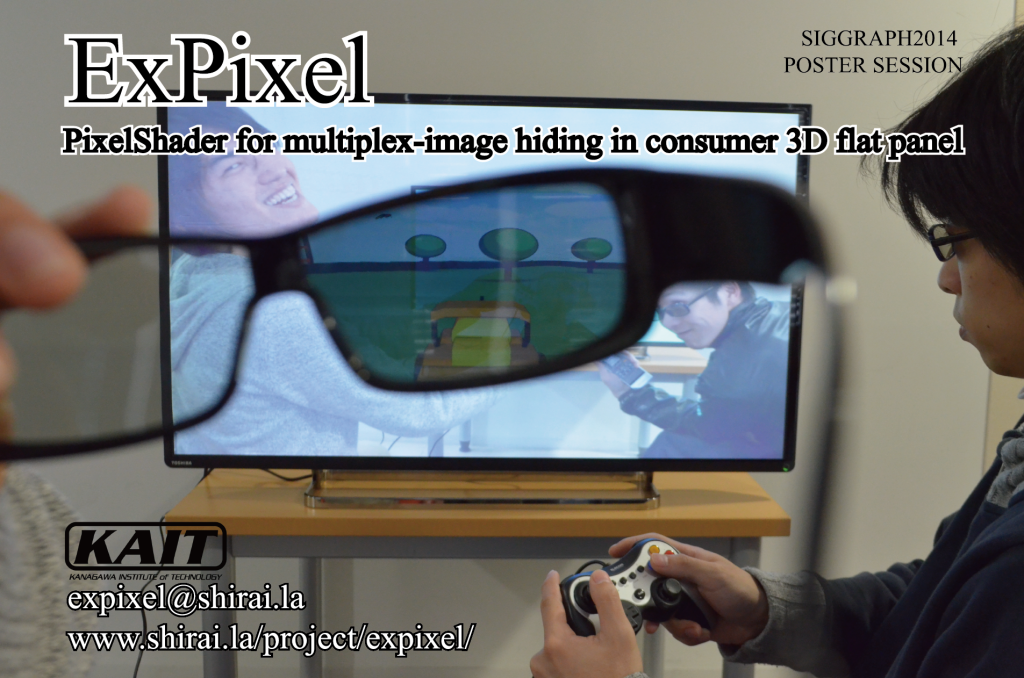 ExPixel
SIGGRAPH2014
POSTER SESSION
PixelShader for multiplex-image hiding in consumer 3D flat panel
TOSHIBA
KAIT
KANAGAWA INSTITUTE of TECHNOLOGY
expixel@shirai.la
www.shirai.la/project/expixel/